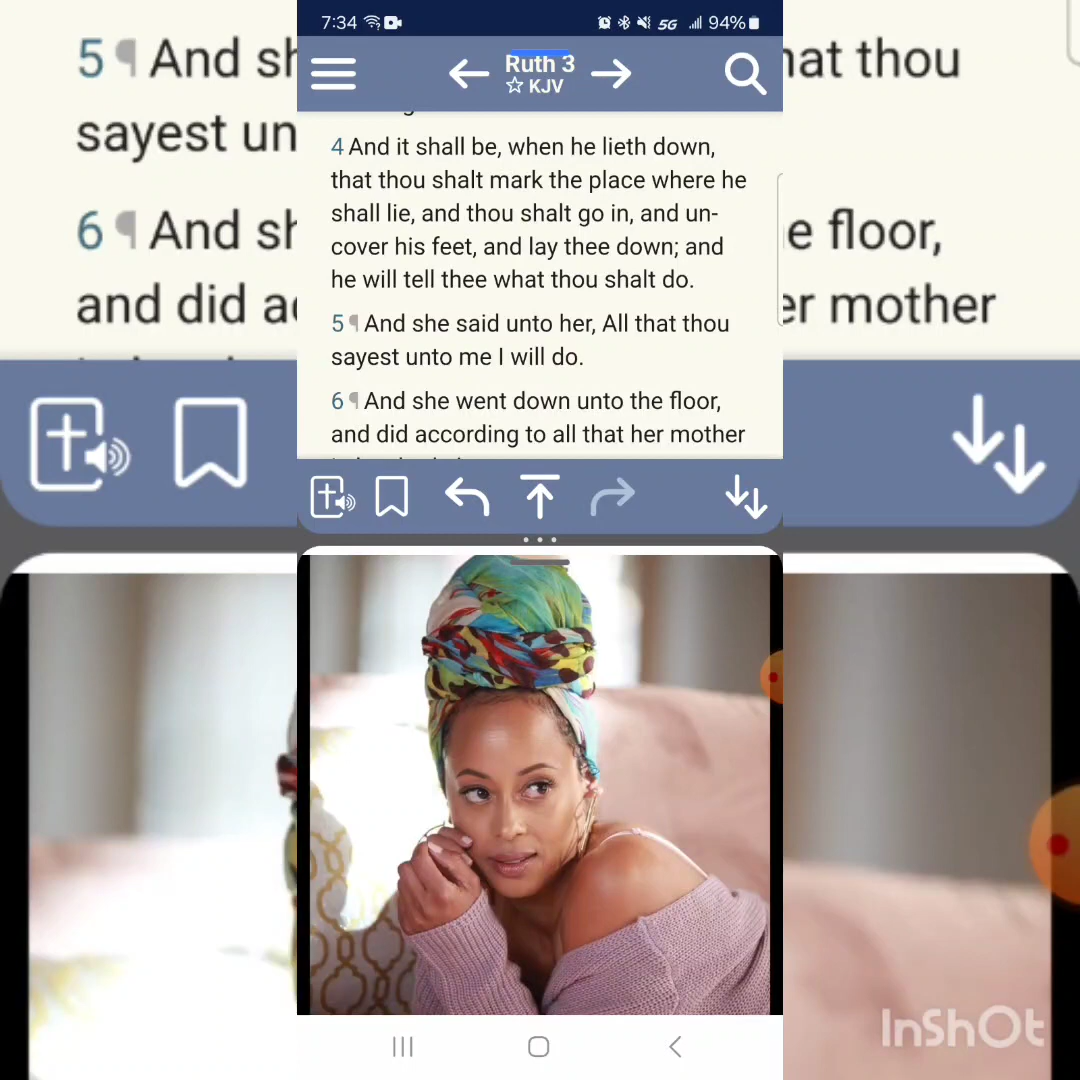 7:34
5G
94%
Ruth 3
KJV
4 And it shall be, when he lieth down,
that thou shalt mark the place where he
shall lie, and thou shalt go in, and un-
cover his feet, and lay thee down; and
he will tell thee what thou shalt do.
5 ¶ And she said unto her, All that thou
sayest unto me I will do.
6 ¶ And she went down unto the floor,
and did according to all that her mother
5 ¶ And sh
hat thou
sayest un
6 ¶ And sh
e floor,
and did a
er mother
InShOt